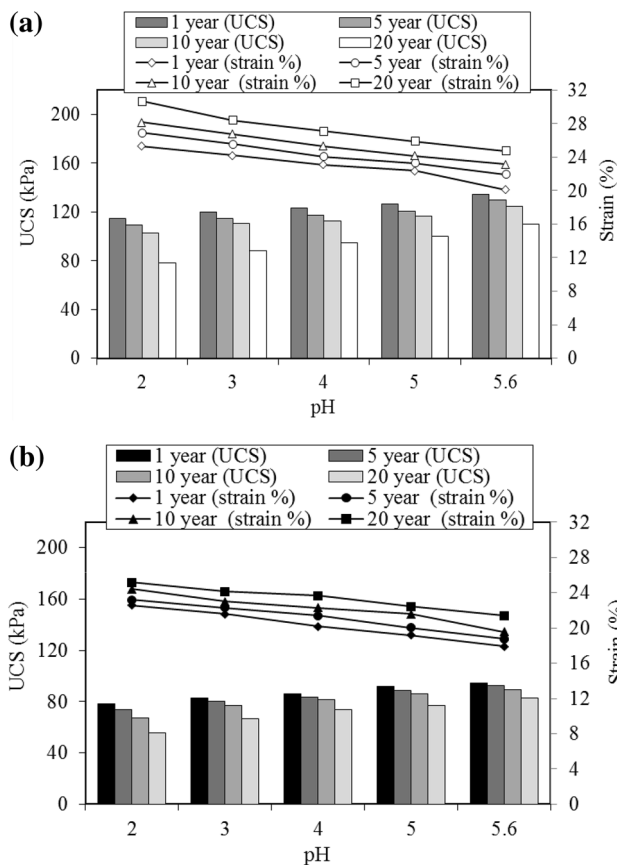 (a)
1 year (UCS) 5 year (UCS)
10 year (UCS) 20 year (UCS)
1 year (strain %) 5 year (strain %)
10 year (strain %) 20 year (strain %)
200 32
160 28
120 24
80 20
40 16
0 12
8
4
0
UCS (kPa)
Strain (%)
2 3 4 5 5.6
pH
(b)
1 year (UCS) 5 year (UCS)
10 year (UCS) 20 year (UCS)
1 year (strain %) 5 year (strain %)
10 year (strain %) 20 year (strain %)
200 32
160 28
120 24
80 20
40 16
0 12
8
4
0
UCS (kPa)
Strain (%)
2 3 4 5 5.6
pH